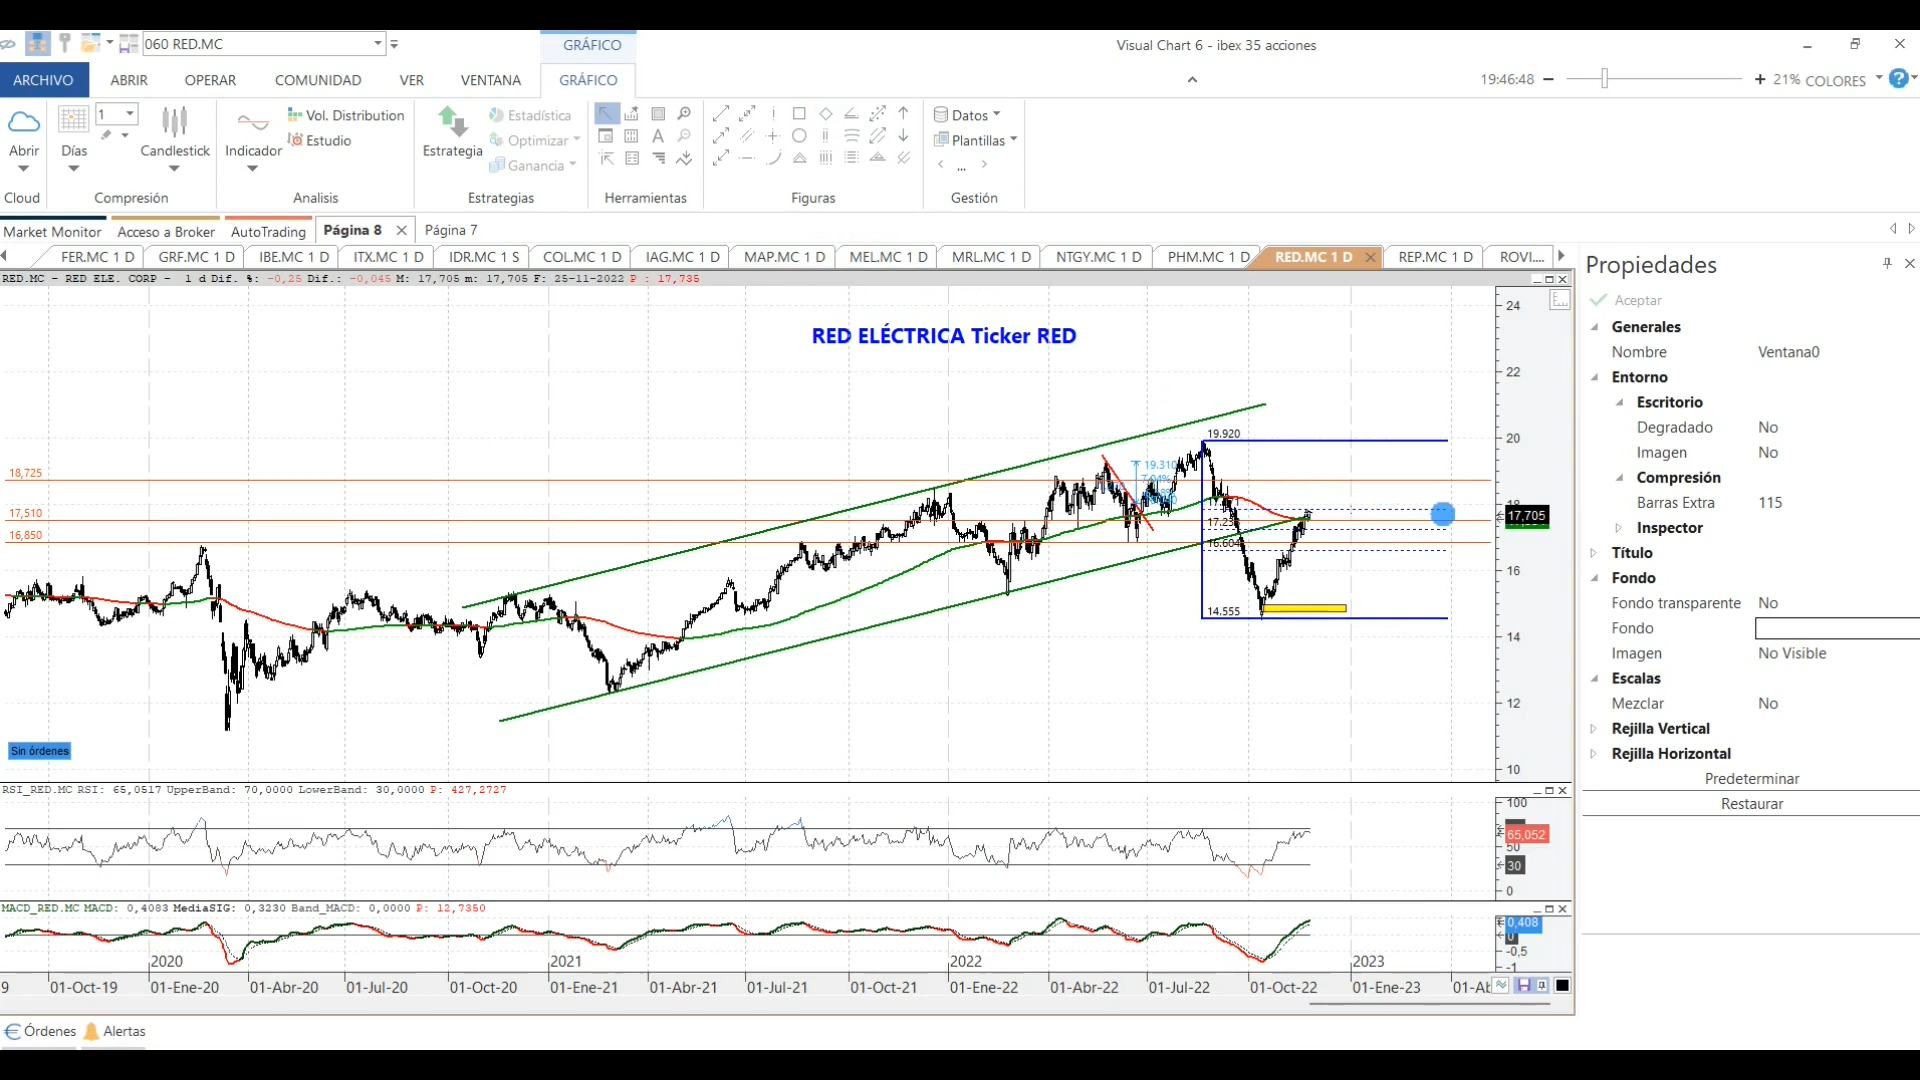 060 RED.MC
GRÁFICO
Visual Chart 6 - ibex 35 acciones
ARCHIVO ABRIR OPERAR COMUNIDAD VER VENTANA GRÁFICO
19:46:48
21% COLORES
1
Vol. Distribution
Estudio
Abrir Días Candlestick Indicador Estrategia
Estadística
Optimizar
Ganancia
A
Datos
Plantillas
...
Cloud Compresión Analisis Estrategias Herramientas Figuras Gestión
Market Monitor Acceso a Broker AutoTrading Página 8 Página 7
FER.MC 1 D GRF.MC 1 D IBE.MC 1 D ITX.MC 1 D IDR.MC 1 S COL.MC 1 D IAG.MC 1 D MAP.MC 1 D MEL.MC 1 D MRL.MC 1 D NTGY.MC 1 D PHM.MC 1 D RED.MC 1 D REP.MC 1 D ROVI....
RED.MC - RED ELE. CORP - 1 d Dif. %: -0,25 Dif.: -0,045 M: 17,705 m: 17,705 F: 25-11-2022 P : 17,735
RED ELÉCTRICA Ticker RED
24
22
20
18
16
14
12
10
17,705
18,725
17,510
16,850
19.920
19.310
16.604
14.555
Sin órdenes
RSI_RED.MC RSI: 65,0517 UpperBand: 70,0000 LowerBand: 30,0000 P: 427,2727
100
65,052
50
30
0
MACD_RED.MC MACD: 0,4083 MediaSIG: 0,3230 Band_MACD: 0,0000 P: 12,7350
0,408
0
-0,5
-1
2020 2021 2022 2023
9 01-Oct-19 01-Ene-20 01-Abr-20 01-Jul-20 01-Oct-20 01-Ene-21 01-Abr-21 01-Jul-21 01-Oct-21 01-Ene-22 01-Abr-22 01-Jul-22 01-Oct-22 01-Ene-23
Órdenes Alertas
Propiedades
Aceptar
Generales
Nombre Ventana0
Entorno
Escritorio
Degradado No
Imagen No
Compresión
Barras Extra 115
Inspector
Título
Fondo
Fondo transparente No
Fondo
Imagen No Visible
Escalas
Mezclar No
Rejilla Vertical
Rejilla Horizontal
Predeterminar
Restaurar